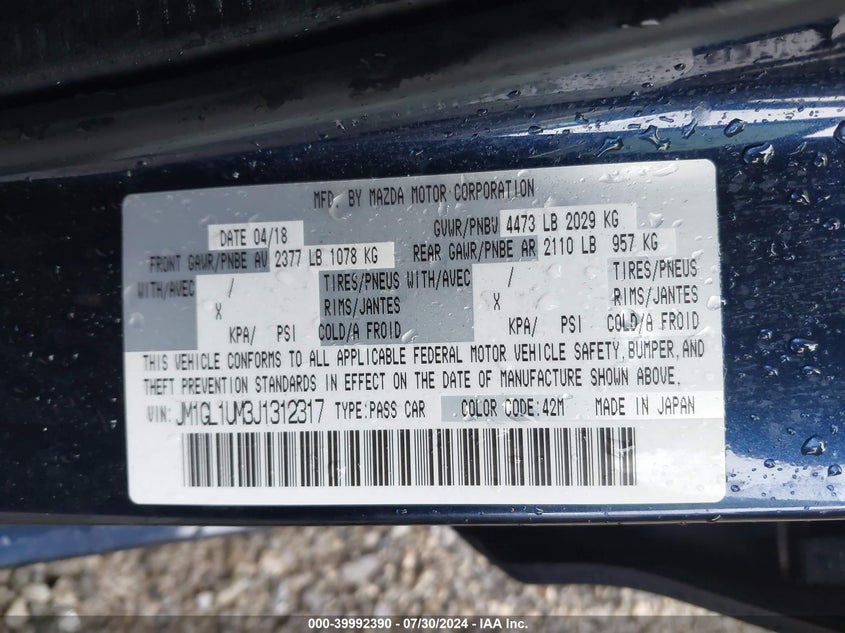 MFD. BY MAZDA MOTOR CORPORATION
DATE 04/18 GVWR/PNBV 4473 LB 2029 KG
FRONT GAWR/PNBE AV 2377 LB 1078 KG REAR GAWR/PNBE AR 2110 LB 957 KG
WITH/AVEC / TIRES/PNEUS WITH/AVEC / TIRES/PNEUS
X RIMS/JANTES X RIMS/JANTES
KPA/ PSI COLD/A FROID KPA/ PSI COLD/A FROID
THIS VEHICLE CONFORMS TO ALL APPLICABLE FEDERAL MOTOR VEHICLE SAFETY, BUMPER, AND
THEFT PREVENTION STANDARDS IN EFFECT ON THE DATE OF MANUFACTURE SHOWN ABOVE.
VIN: JM1GL1UM3J1312317 TYPE:PASS CAR COLOR CODE:42M MADE IN JAPAN
000-39992390 - 07/30/2024 - IAA Inc.